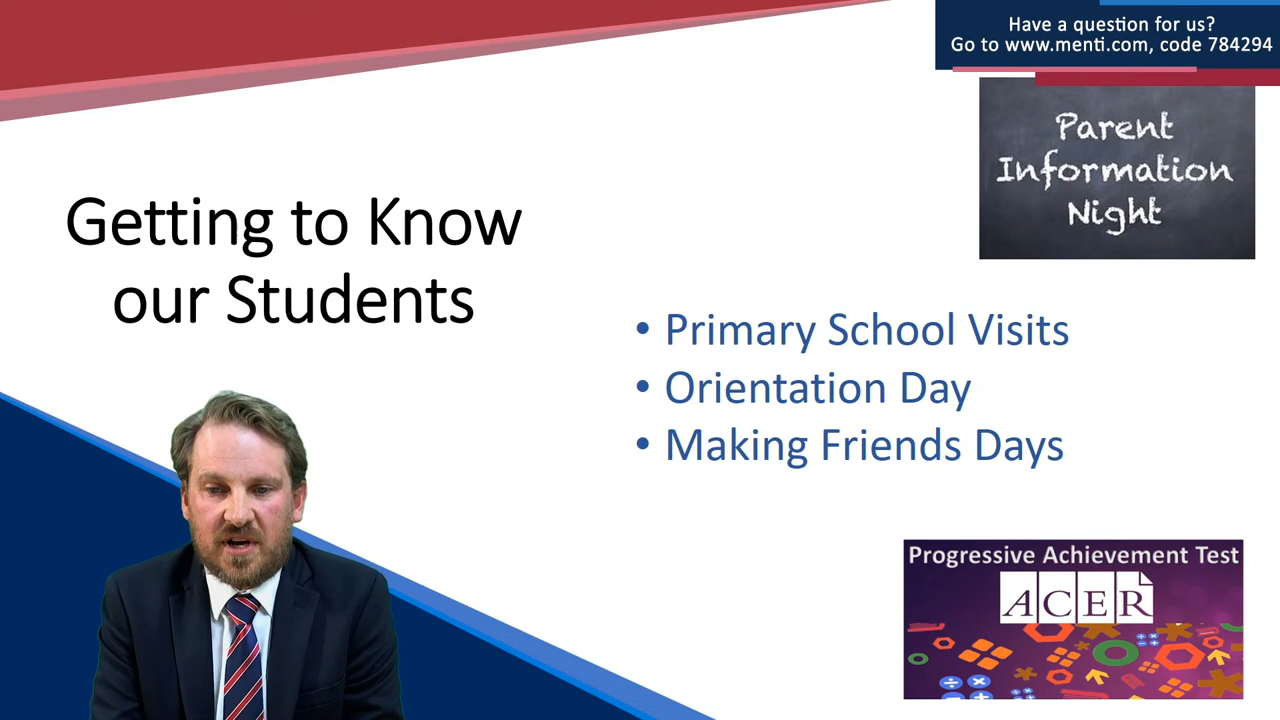 Have a question for us?
Go to www.menti.com, code 784294
Parent
Information
Night
Getting to Know
our Students
• Primary School Visits
• Orientation Day
• Making Friends Days
Progressive Achievement Test
ACER